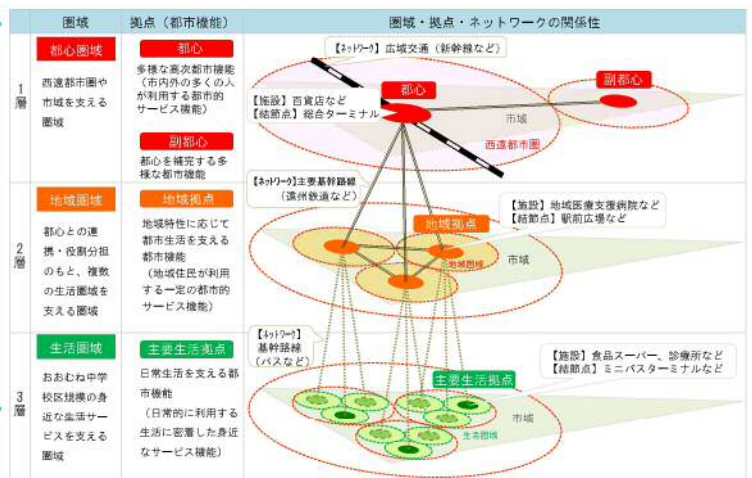 圏域
拠点（都市機能）
圏域・拠点・ネットワークの関係性
1層
都心圏域
西遠都市圏や
市域を支える
圏域
都心
多様な高次都市機能
（市内外の多くの人
が利用する都市的
サービス機能）
副都心
都心を補完する多
様な都市機能
【ﾈｯﾄﾜｰｸ】広域交通（新幹線など）
都心
副都心
【施設】百貨店など
【結節点】総合ターミナル
市域
西遠都市圏
2層
地域圏域
都心との連
携・役割分担
のもと、複数
の生活圏域を
支える圏域
地域拠点
地域特性に応じて
都市生活を支える
都市機能
（地域住民が利用
する一定の都市的
サービス機能）
【ﾈｯﾄﾜｰｸ】主要基幹路線
（遠州鉄道など）
【施設】地域医療支援病院など
【結節点】駅前広場など
地域拠点
地域圏域
市域
3層
生活圏域
おおむね中学
校区規模の身
近な生活サー
ビスを支える
圏域
主要生活拠点
日常生活を支える都
市機能
（日常的に利用する
生活に密着した身近
なサービス機能）
【ﾈｯﾄﾜｰｸ】
基幹路線
（バスなど）
【施設】食品スーパー、診療所など
【結節点】ミニバスターミナルなど
主要生活拠点
市域
生活圏域